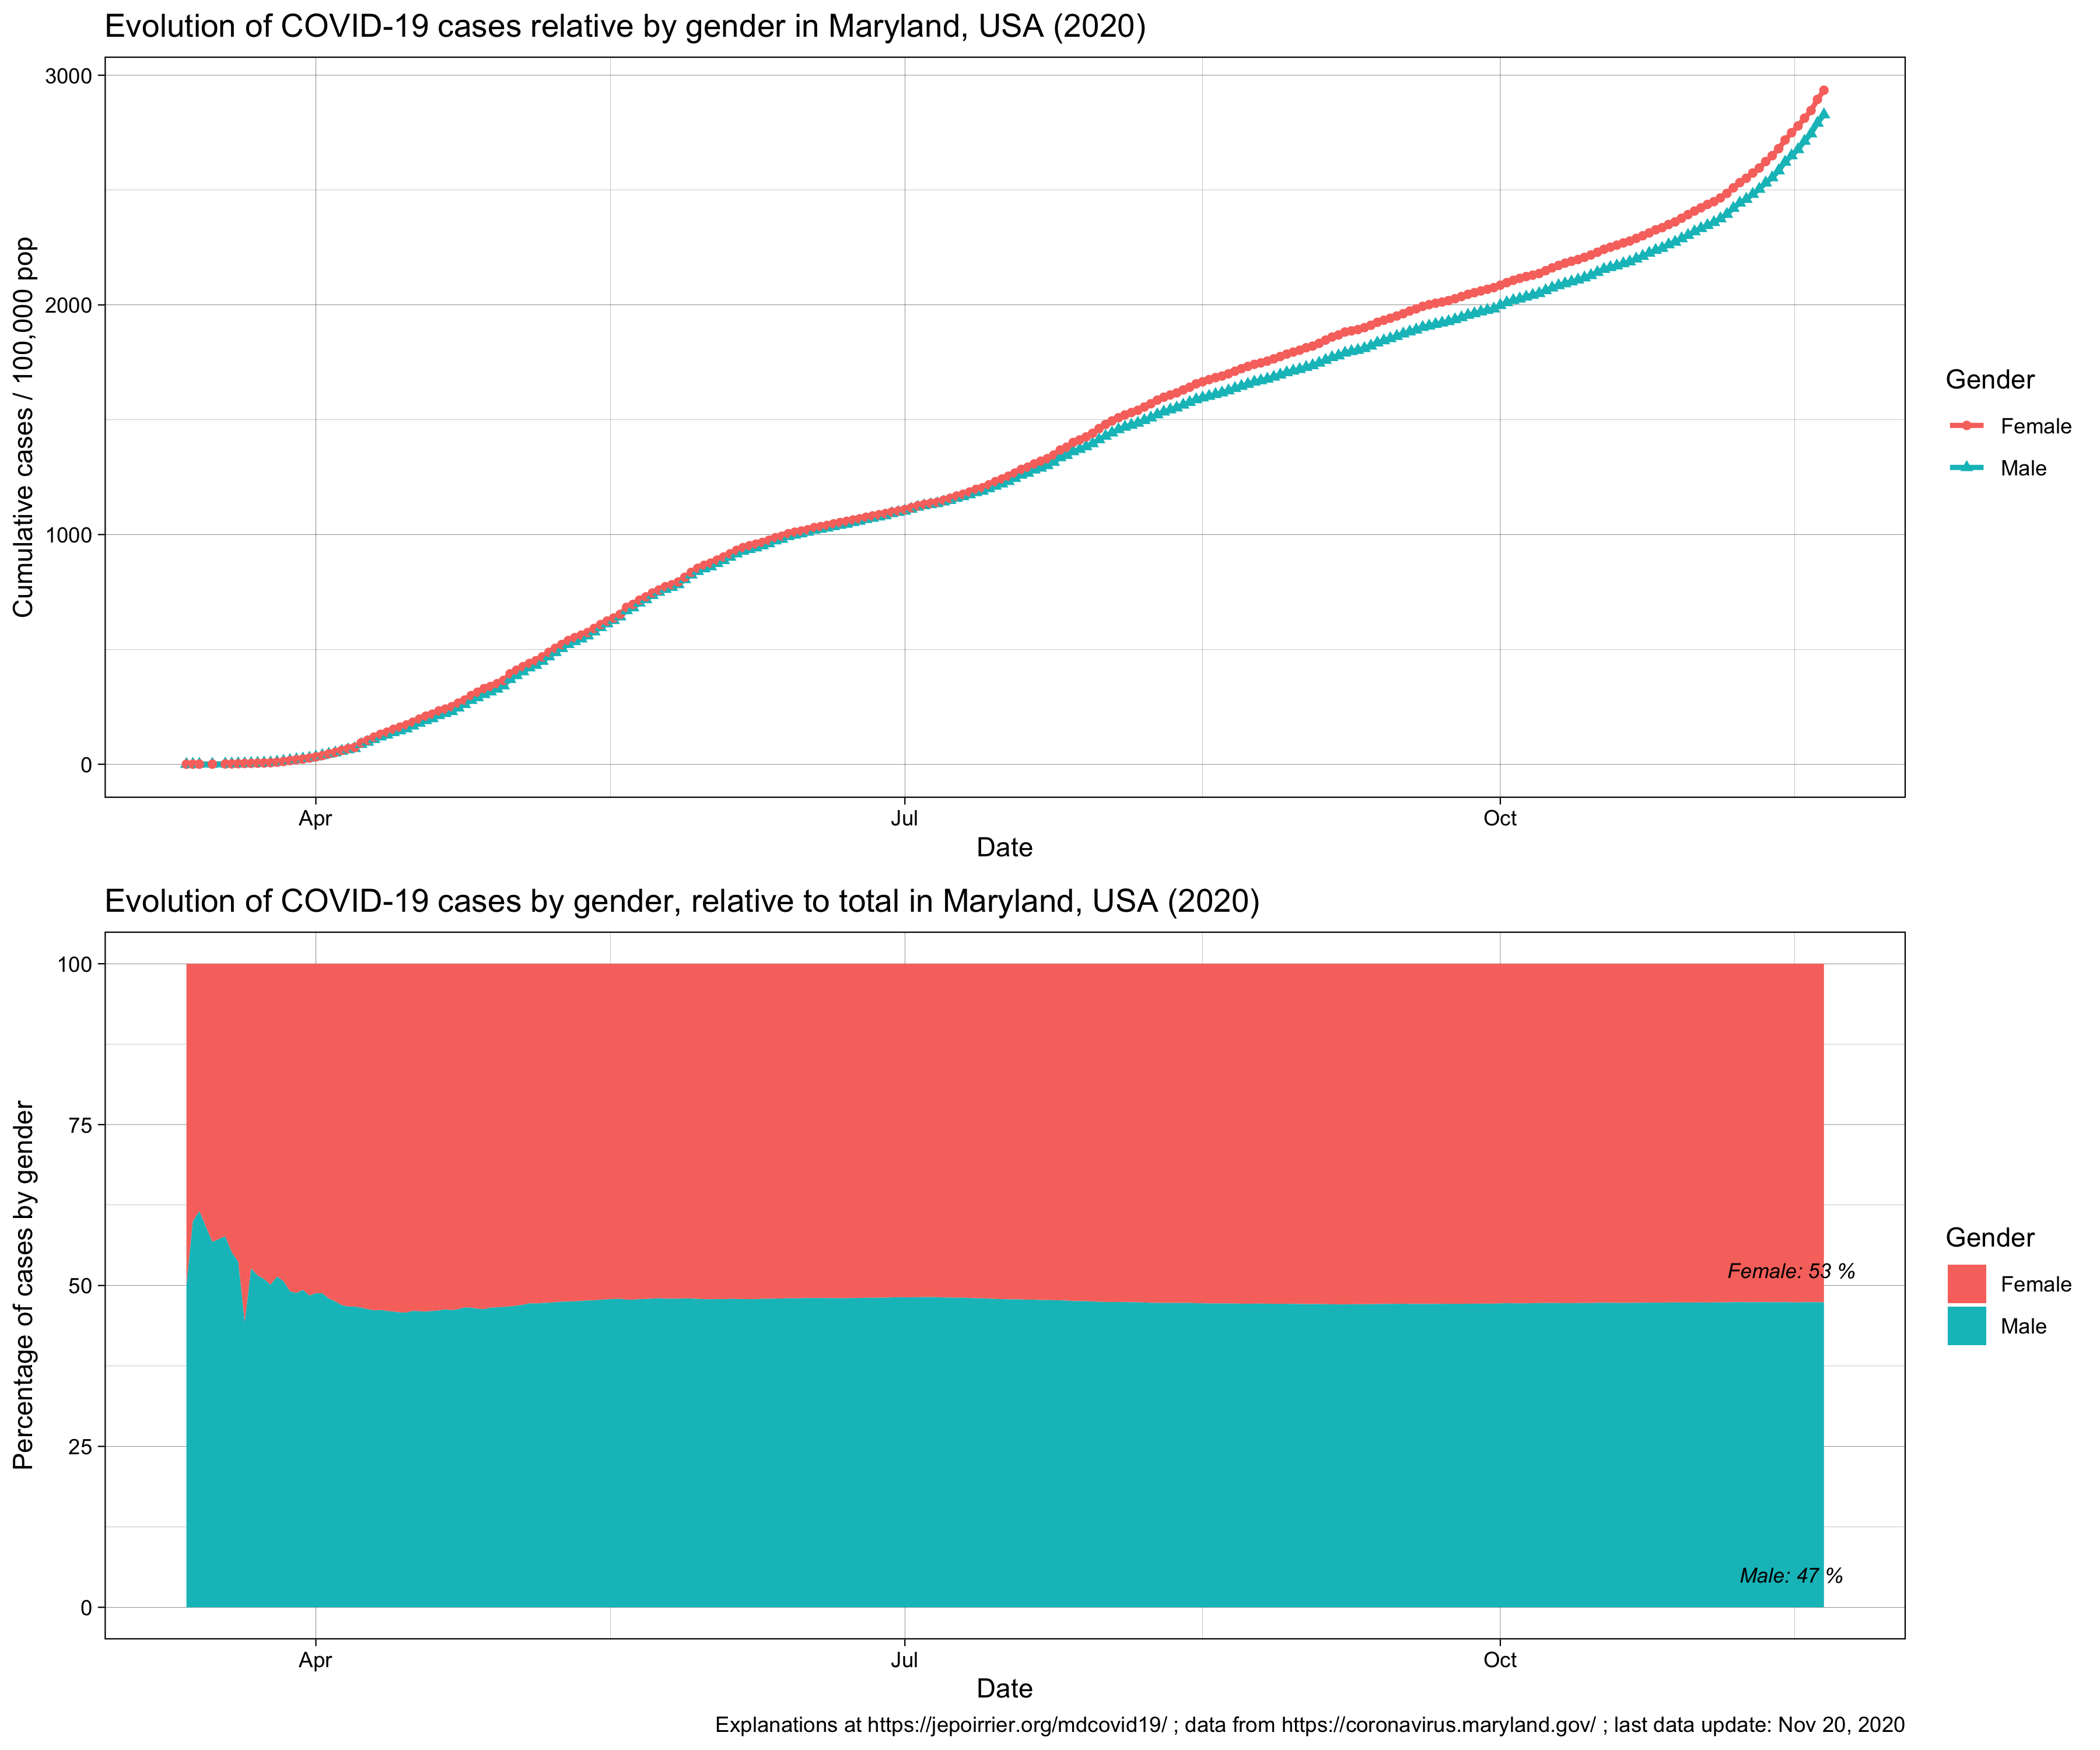 Evolution of COVID-19 cases relative by gender in Maryland, USA (2020)
Cumulative cases / 100,000 pop
3000
2000
1000
0
Apr
Jul
Oct
Date
Gender
Female
Male
Evolution of COVID-19 cases by gender, relative to total in Maryland, USA (2020)
Percentage of cases by gender
100
75
50
25
0
Female: 53 %
Male: 47 %
Apr
Jul
Oct
Date
Gender
Female
Male
Explanations at https://jepoirrier.org/mdcovid19/ ; data from https://coronavirus.maryland.gov/ ; last data update: Nov 20, 2020